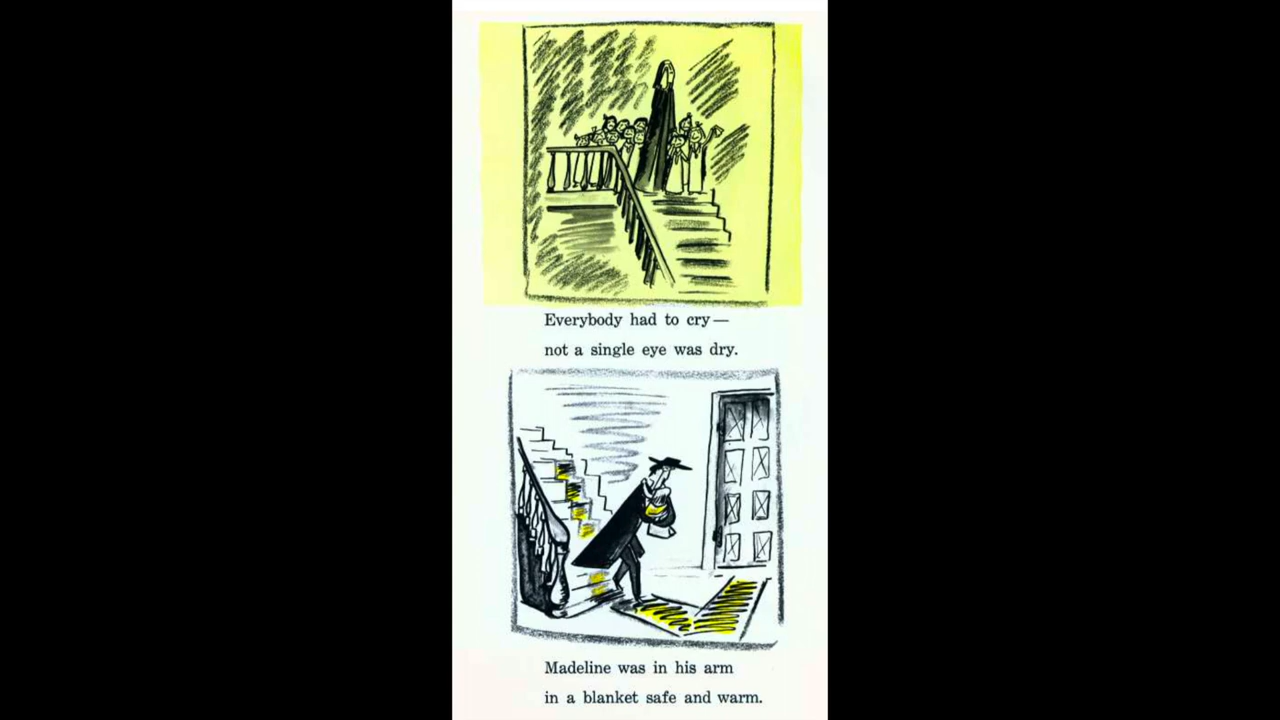 Everybody had to cry—
not a single eye was dry.
Madeline was in his arm
in a blanket safe and warm.